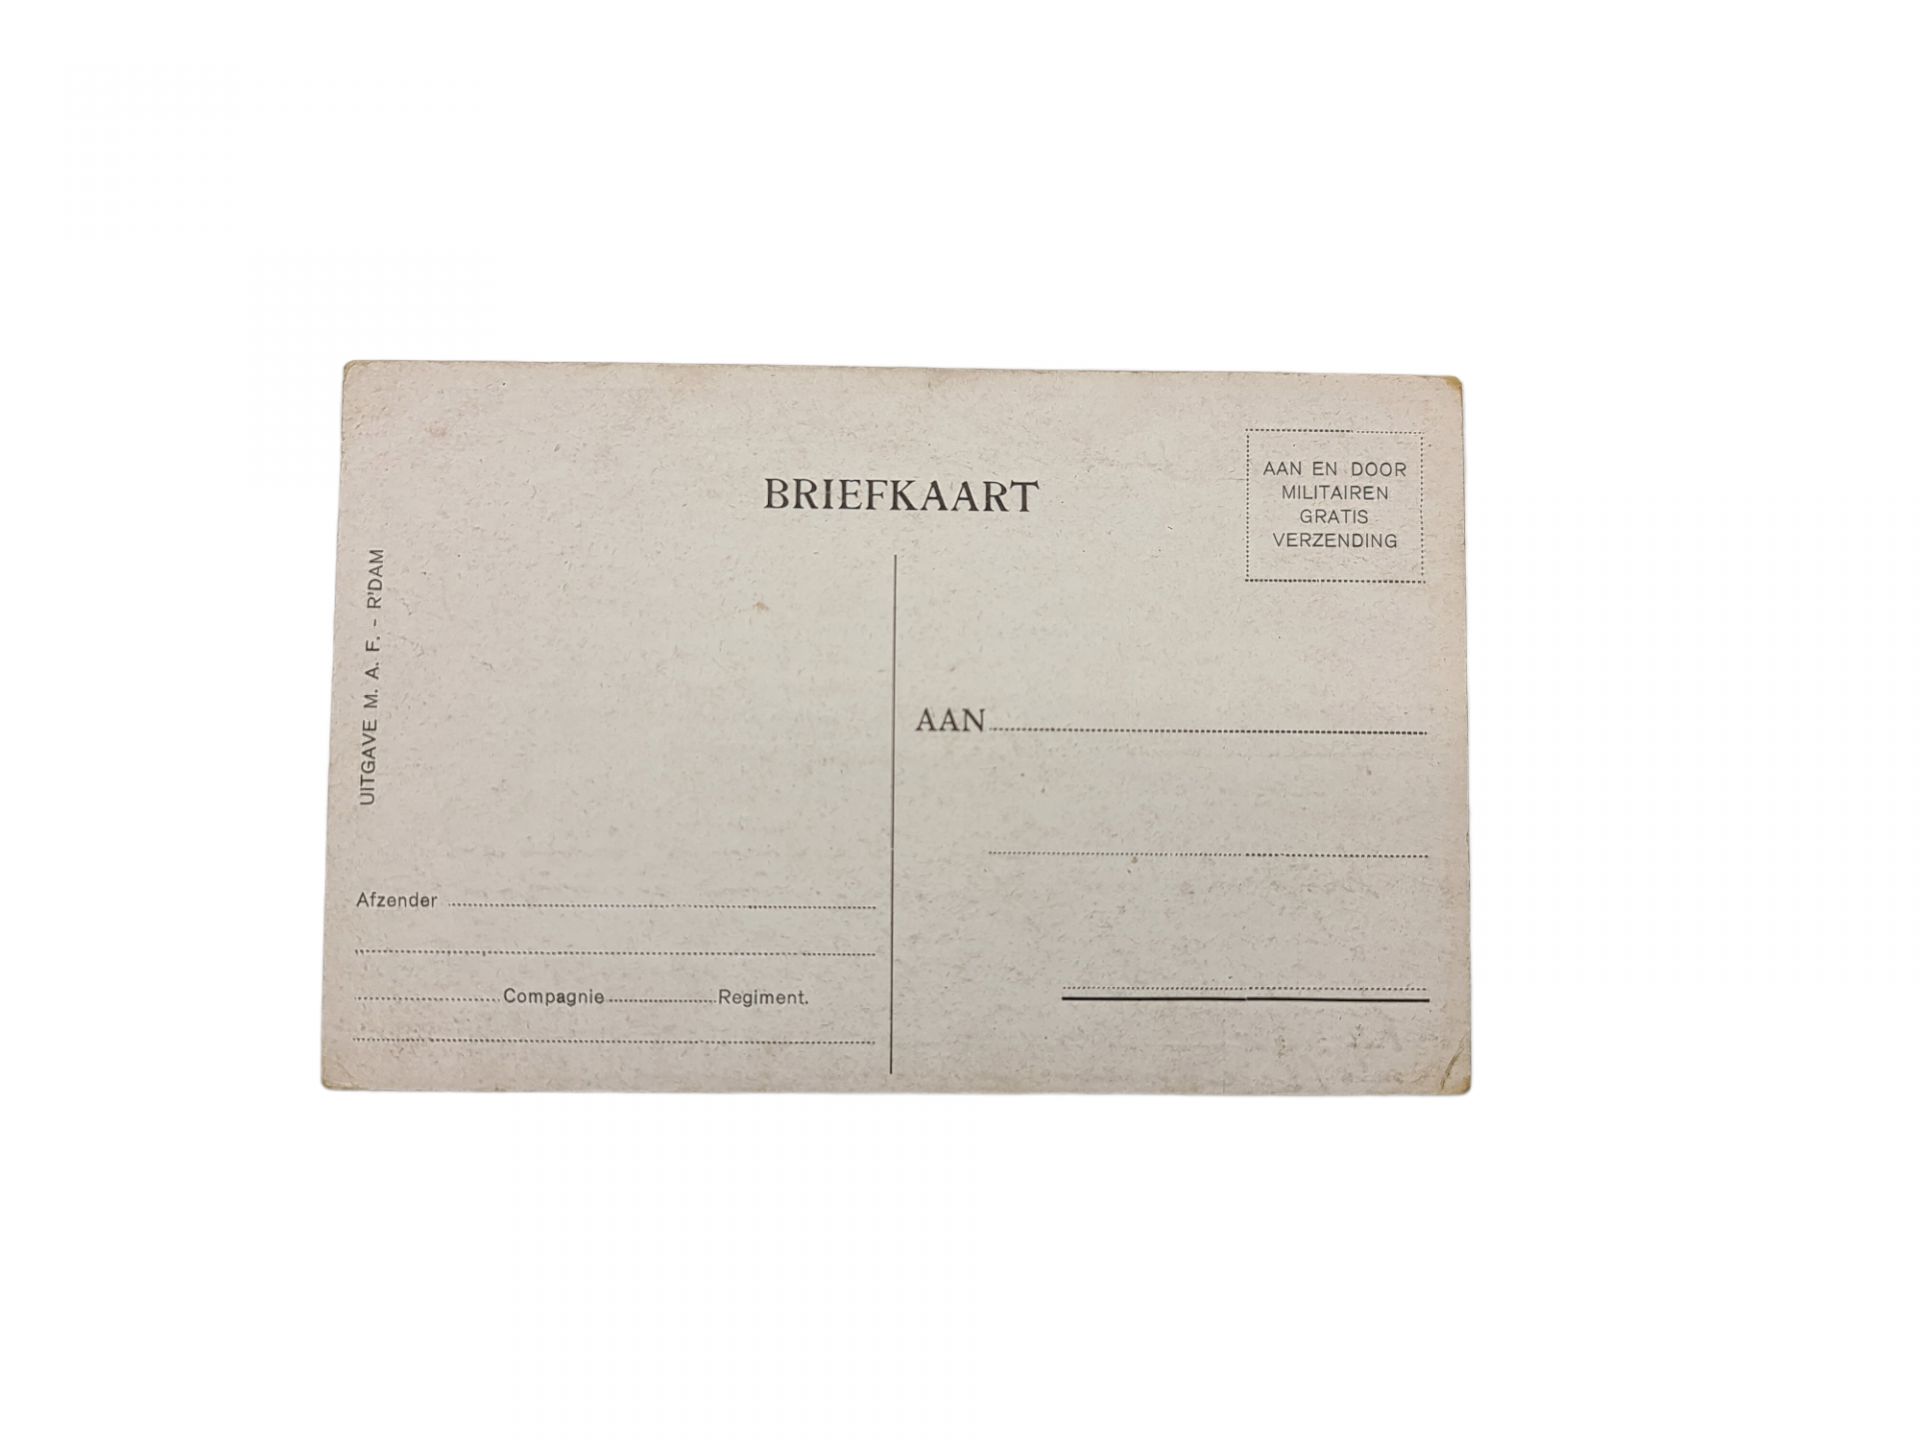 BRIEFKAART
AAN EN DOOR
MILITAIREN
GRATIS
VERZENDING
UITGAVE M. A. F. - R'DAM
AAN
Afzender
Compagnie Regiment.